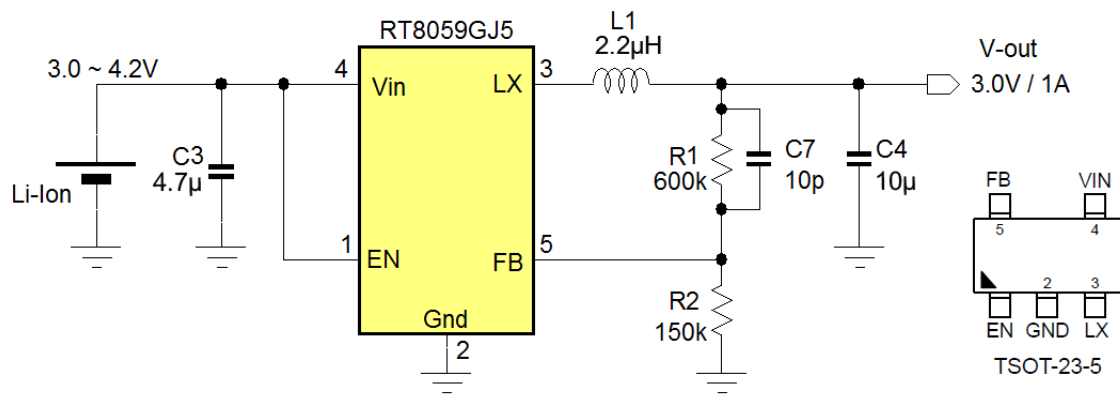 RT8059GJ5
L1
2.2µH
V-out
3.0V / 1A
3.0 ~ 4.2V
4
Vin
LX
3
C3
4.7µ
Li-Ion
R1
600k
C7
10p
C4
10µ
1
EN
FB
5
Gnd
2
R2
150k
FB
VIN
5
4
2
3
EN
GND
LX
TSOT-23-5